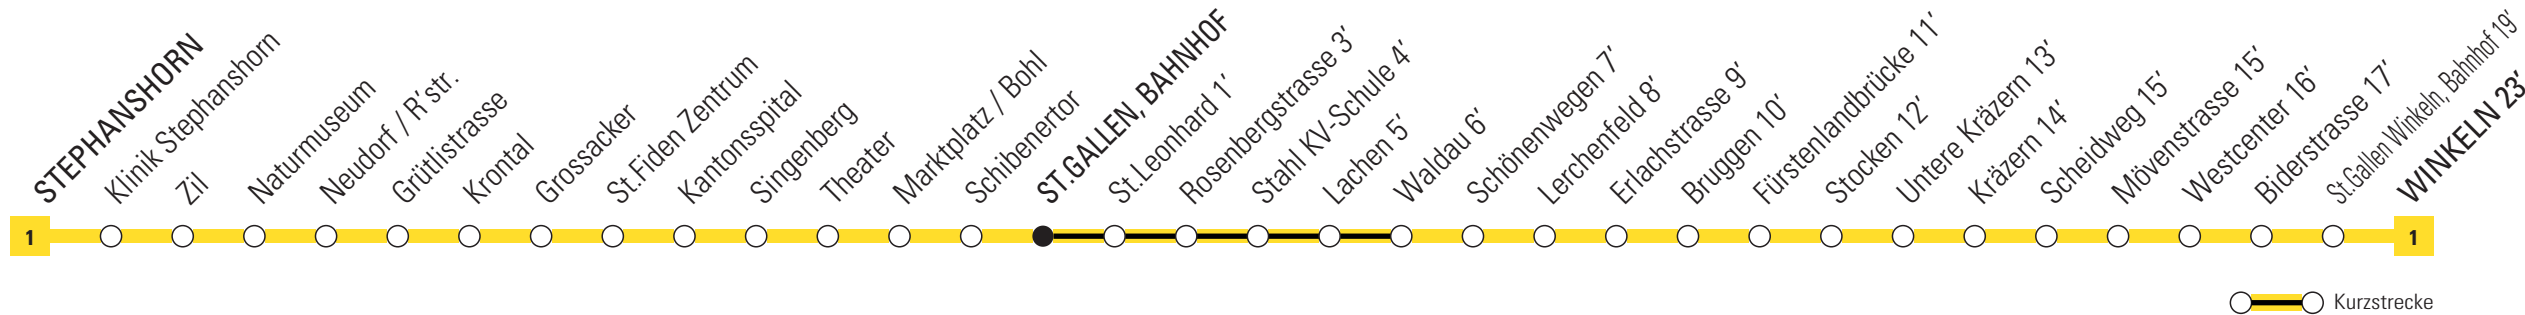 STEPHANSHORN
Klinik Stephanshorn
Zil
Naturmuseum
Neudorf / R'str.
Grütlistrasse
Krontal
Grossacker
St.Fiden Zentrum
Kantonsspital
Singenberg
Theater
Marktplatz / Bohl
Schibenertor
ST.GALLEN, BAHNHOF
St.Leonhard 1'
Rosenbergstrasse 3'
Stahl KV-Schule 4'
Lachen 5'
Waldau 6'
Schönenwegen 7'
Lerchenfeld 8'
Erlachstrasse 9'
Bruggen 10'
Fürstenlandbrücke 11'
Stocken 12'
Untere Kräzern 13'
Kräzern 14'
Scheidweg 15'
Mövenstrasse 15'
Westcenter 16'
Biderstrasse 17'
St.Gallen Winkeln, Bahnhof 19'
WINKELN 23'
1
1
Kurzstrecke